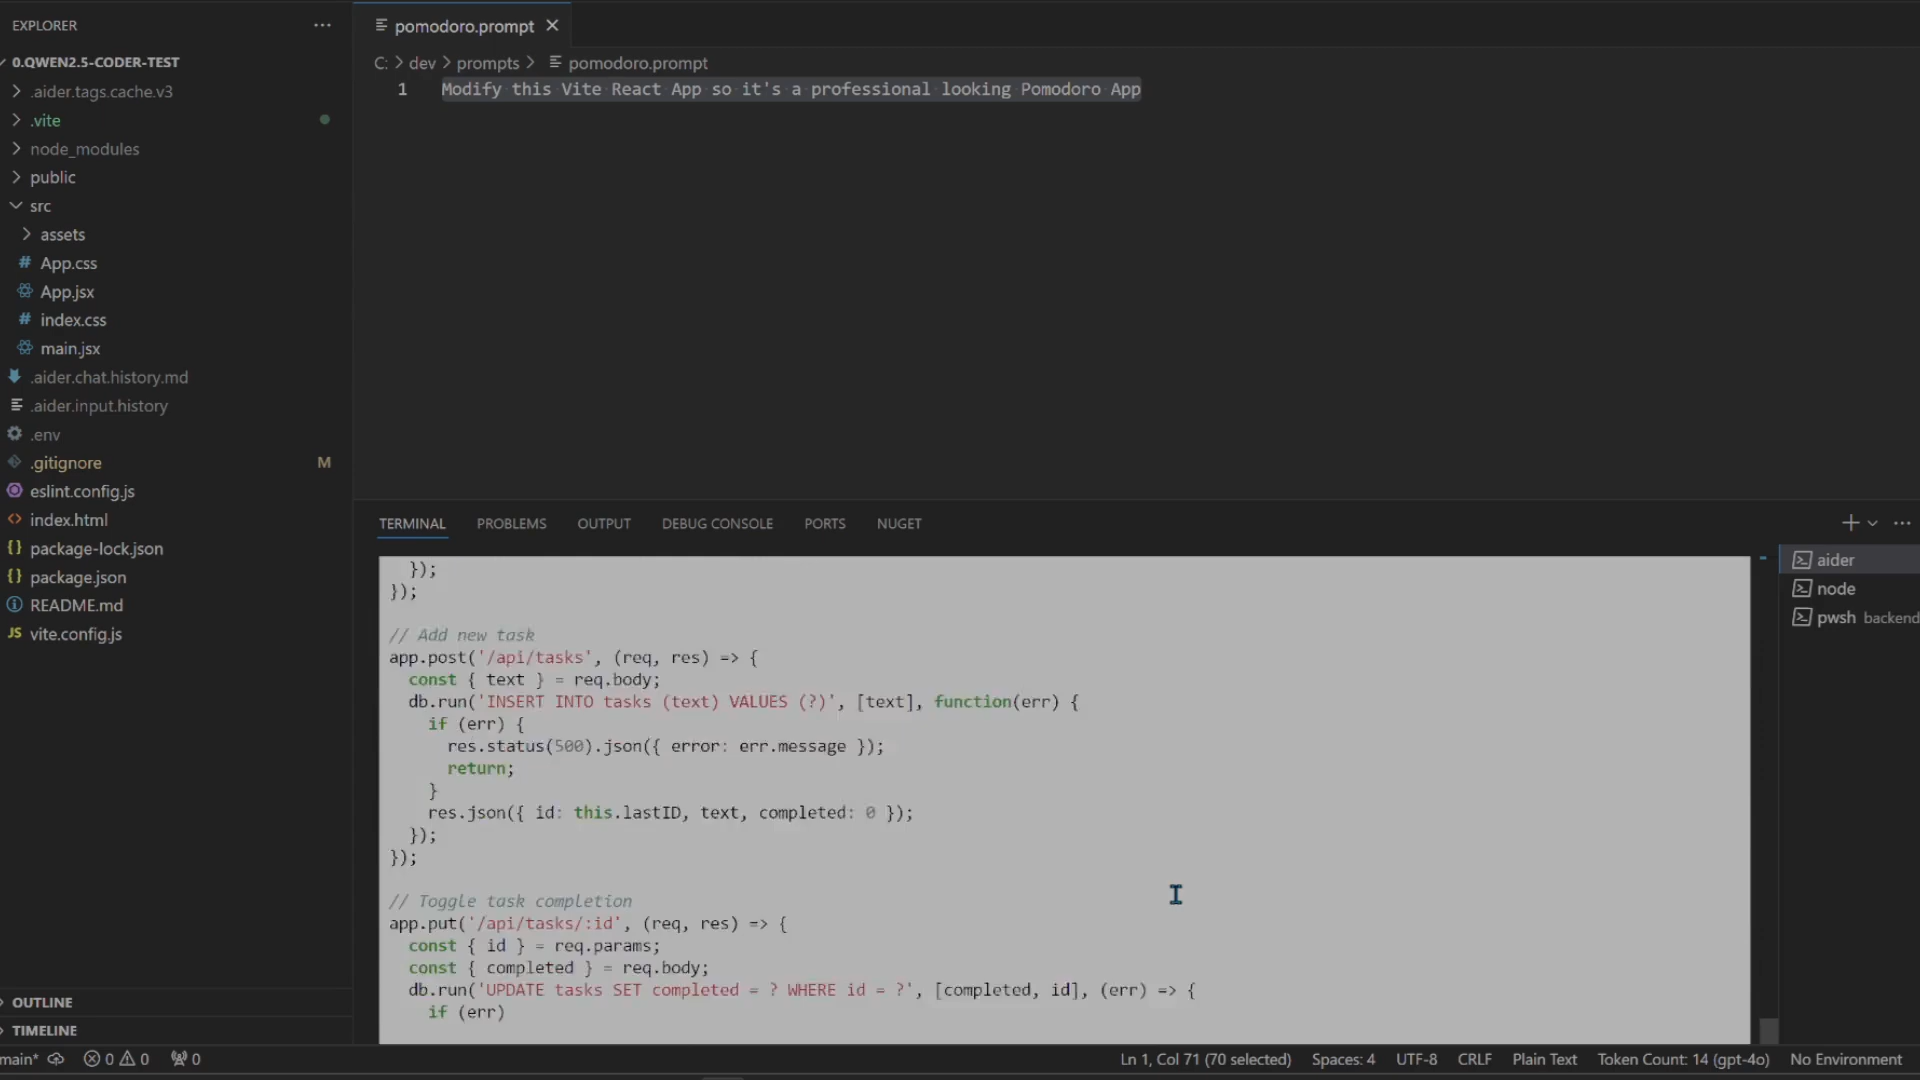 EXPLORER
0.QWEN2.5-CODER-TEST
.aider.tags.cache.v3
.vite
node_modules
public
src
assets
App.css
App.jsx
index.css
main.jsx
.aider.chat.history.md
.aider.input.history
.env
.gitignore M
eslint.config.js
index.html
package-lock.json
package.json
README.md
vite.config.js
OUTLINE
TIMELINE
pomodoro.prompt
C: > dev > prompts > pomodoro.prompt
1 Modify this Vite React App so it's a professional looking Pomodoro App
TERMINAL PROBLEMS OUTPUT DEBUG CONSOLE PORTS NUGET
});
});
// Add new task
app.post('/api/tasks', (req, res) => {
const { text } = req.body;
db.run('INSERT INTO tasks (text) VALUES (?)', [text], function(err) {
if (err) {
res.status(500).json({ error: err.message });
return;
}
res.json({ id: this.lastID, text, completed: 0 });
});
});
// Toggle task completion
app.put('/api/tasks/:id', (req, res) => {
const { id } = req.params;
const { completed } = req.body;
db.run('UPDATE tasks SET completed = ? WHERE id = ?', [completed, id], (err) => {
if (err)
aider
node
pwsh backend
main* 0 0 0 Ln 1, Col 71 (70 selected) Spaces: 4 UTF-8 CRLF Plain Text Token Count: 14 (gpt-4o) No Environment